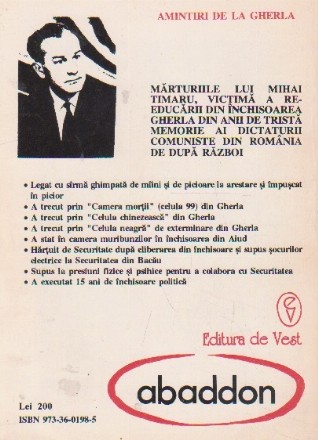 AMINTIRI DE LA GHERLA
MĂRTURIILE LUI MIHAI
TIMARU, VICTIMĂ A RE-
EDUCĂRII DIN ÎNCHISOAREA
GHERLA DIN ANII DE TRISTĂ
MEMORIE AI DICTATURII
COMUNISTE DIN ROMÂNIA
DE DUPĂ RĂZBOI
• Legat cu sîrmă ghimpată de mîini și de picioare la arestare și împușcat
în picior
• A trecut prin "Camera morții" (celula 99) din Gherla
• A trecut prin "Celula chinezească" din Gherla
• A trecut prin "Celula neagră" de exterminare din Gherla
• A stat în camera muribunzilor în închisoarea din Aiud
• Hărțuit de Securitate după eliberarea din închisoare și supus șocurilor
electrice la Securitatea din Bacău
• Supus la presiuni fizice și psihice pentru a colabora cu Securitatea
• A executat 15 ani de închisoare politică
Editura de Vest
abaddon
Lei 200
ISBN 973-36-0198-5